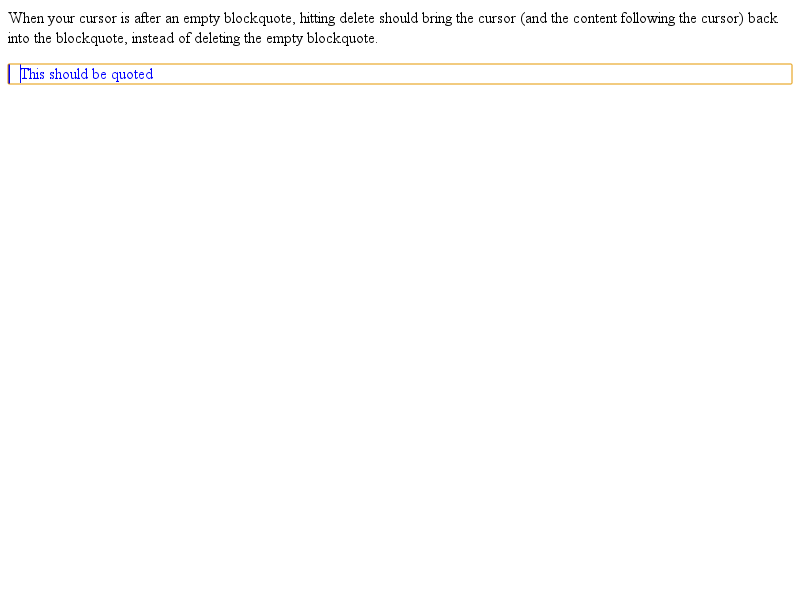 When your cursor is after an empty blockquote, hitting delete should bring the cursor (and the content following the cursor) back
into the blockquote, instead of deleting the empty blockquote.
This should be quoted